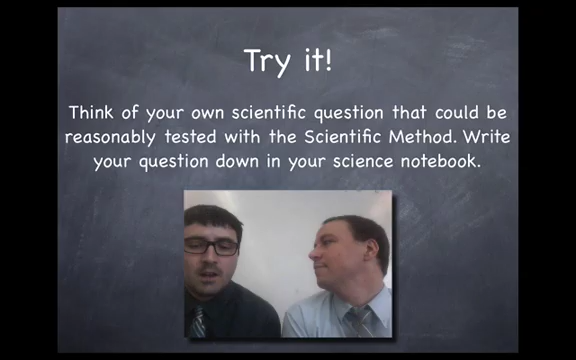 Try it!
Think of your own scientific question that could be
reasonably tested with the Scientific Method. Write
your question down in your science notebook.